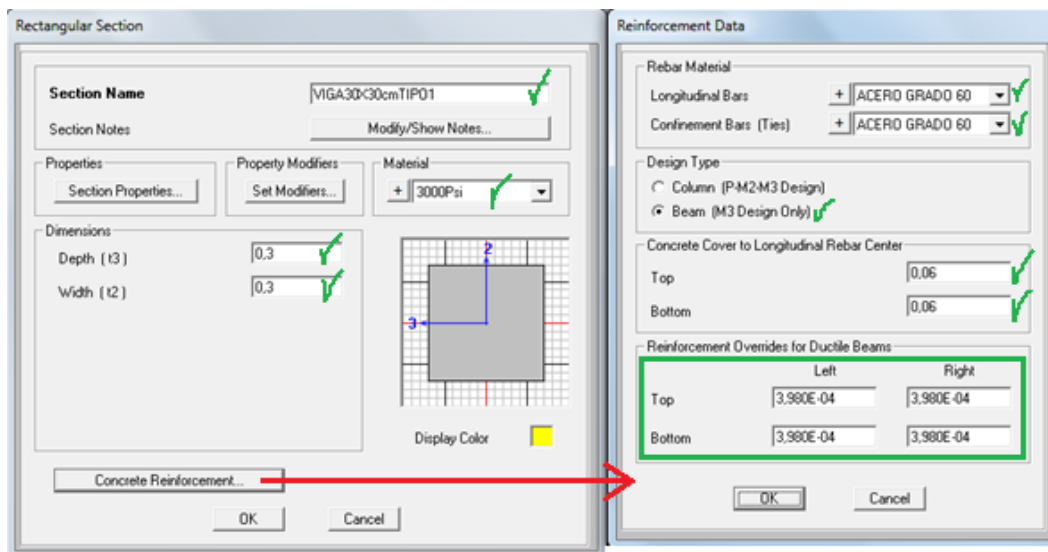 Rectangular Section
Section Name VIGA30X30cmTIPO1
Section Notes Modify/Show Notes...
Properties Property Modifiers Material
Section Properties... Set Modifiers... + 3000Psi
Dimensions
Depth ( t3 ) 0,3
Width ( t2 ) 0,3
2
3
Display Color
Concrete Reinforcement...
OK Cancel
Reinforcement Data
Rebar Material
Longitudinal Bars + ACERO GRADO 60
Confinement Bars (Ties) + ACERO GRADO 60
Design Type
Column (P-M2-M3 Design)
Beam (M3 Design Only)
Concrete Cover to Longitudinal Rebar Center
Top 0,06
Bottom 0,06
Reinforcement Overrides for Ductile Beams
Left Right
Top 3,980E-04 3,980E-04
Bottom 3,980E-04 3,980E-04
OK Cancel